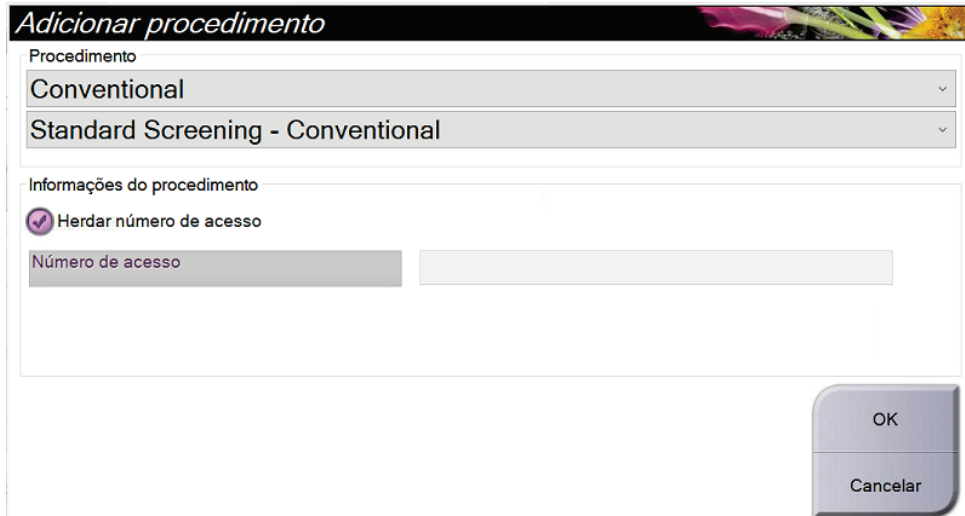 Adicionar procedimento
Procedimento
Conventional
Standard Screening - Conventional
Informações do procedimento
Herdar número de acesso
Número de acesso
OK
Cancelar